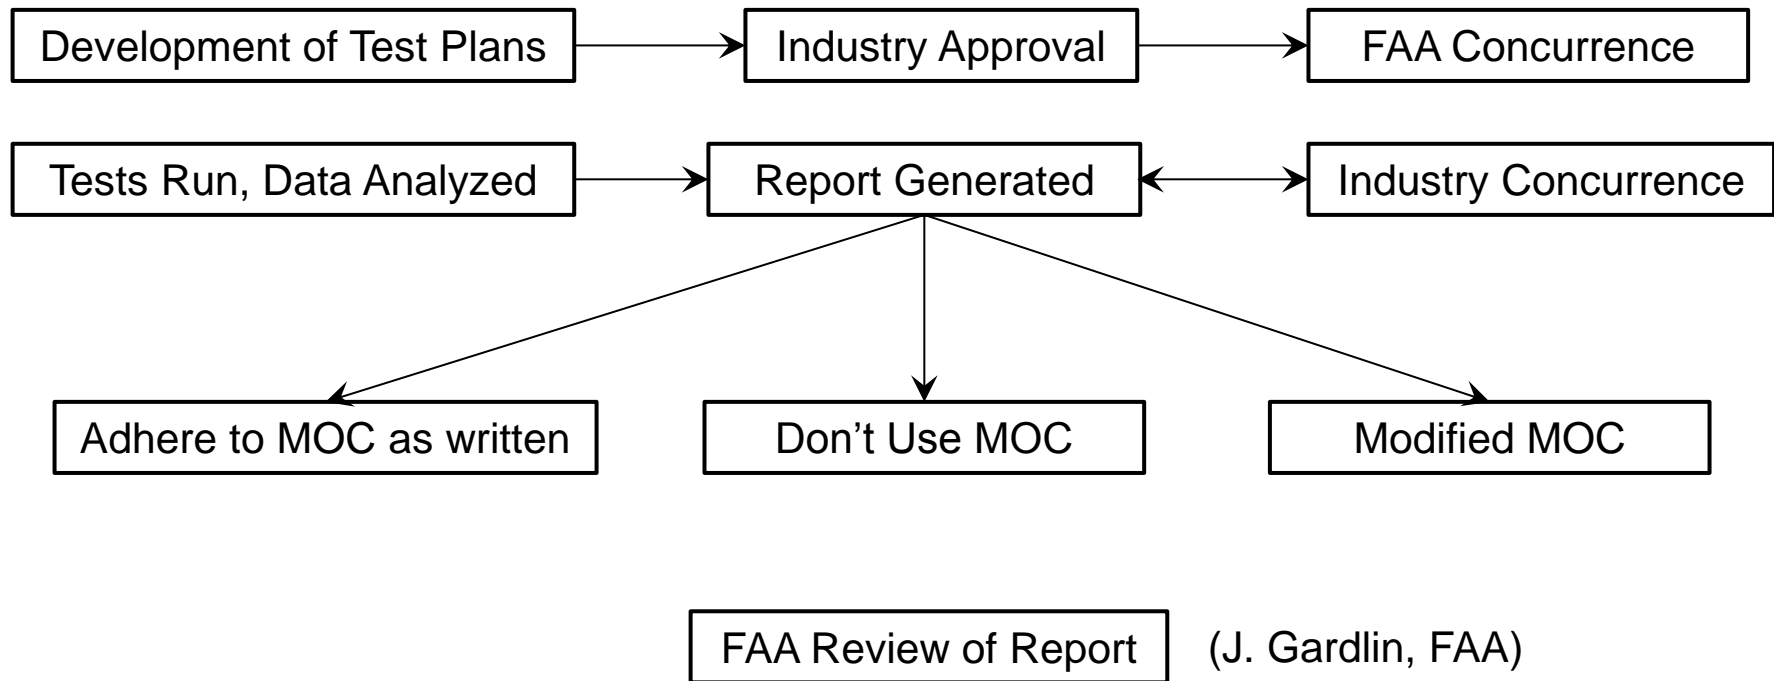 Development of Test Plans
Industry Approval
FAA Concurrence
Tests Run, Data Analyzed
Report Generated
Industry Concurrence
Adhere to MOC as written
Don’t Use MOC
Modified MOC
FAA Review of Report
(J. Gardlin, FAA)